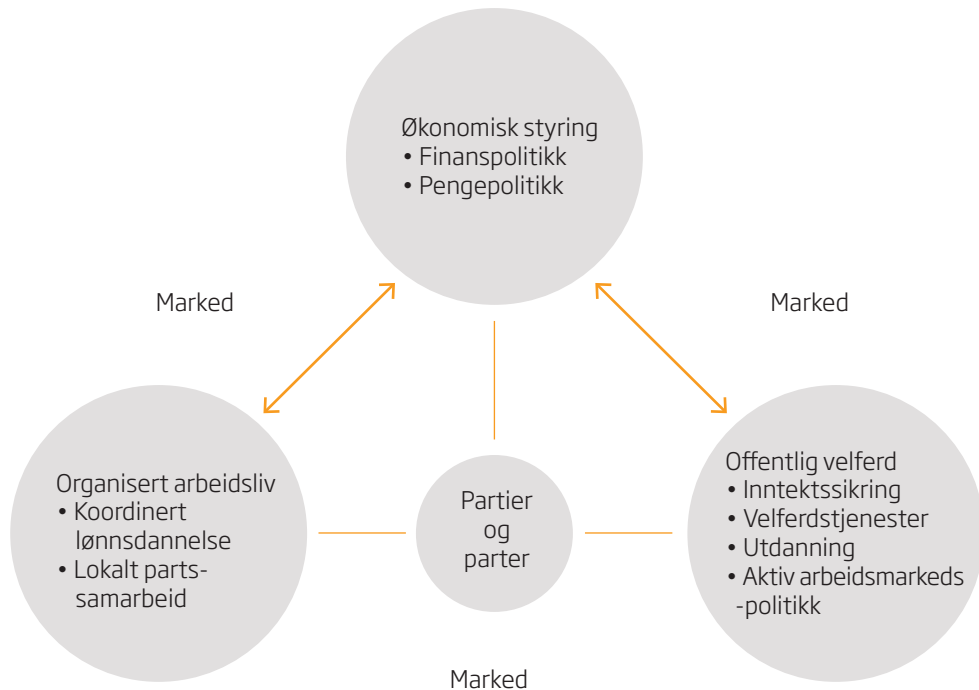 Økonomisk styring
• Finanspolitikk
• Pengepolitikk
Marked
Marked
Organisert arbeidsliv
• Koordinert
lønnsdannelse
• Lokalt parts-
samarbeid
Partier
og
parter
Offentlig velferd
• Inntektssikring
• Velferdstjenester
• Utdanning
• Aktiv arbeidsmarkeds
-politikk
Marked